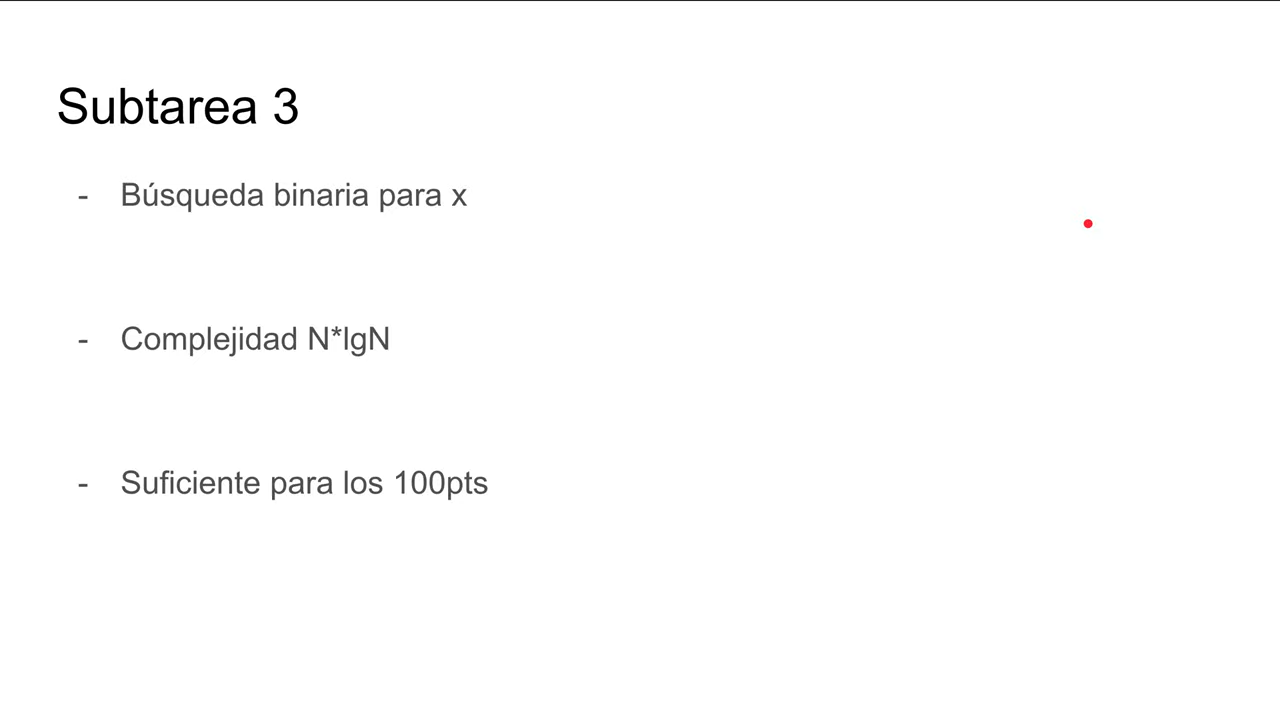 Subtarea 3
- Búsqueda binaria para x
- Complejidad N*lgN
- Suficiente para los 100pts